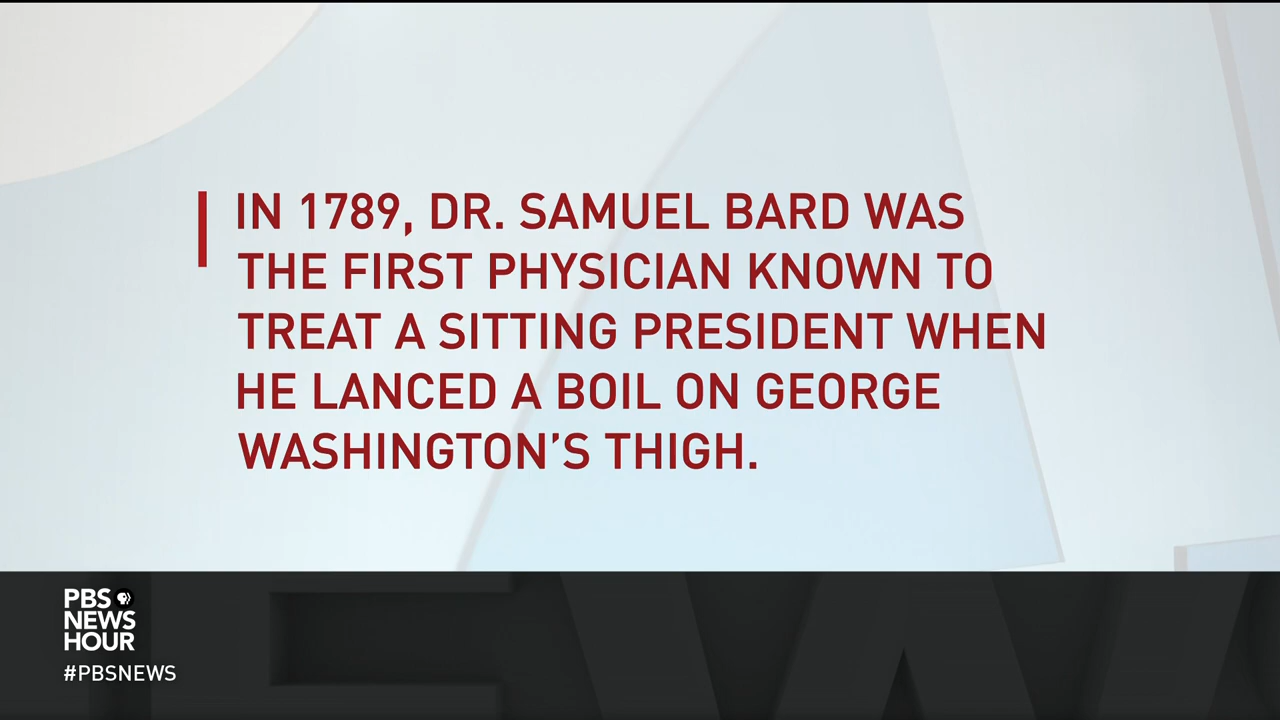 IN 1789, DR. SAMUEL BARD WAS
THE FIRST PHYSICIAN KNOWN TO
TREAT A SITTING PRESIDENT WHEN
HE LANCED A BOIL ON GEORGE
WASHINGTON’S THIGH.
PBS
NEWS
HOUR
#PBSNEWS